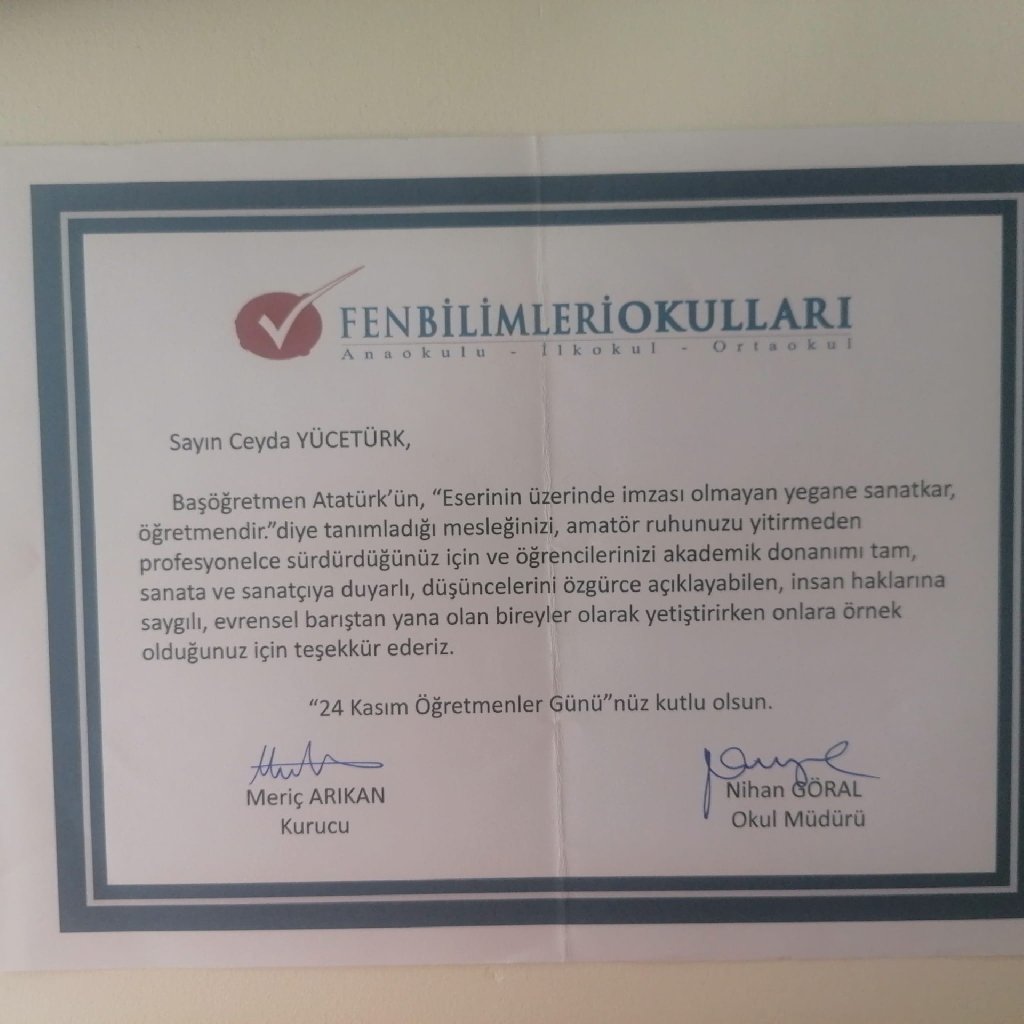 FENBİLİMLERİOKULLARI
Anaokulu - İlkokul - Ortaokul
Sayın Ceyda YÜCETÜRK,
Başöğretmen Atatürk’ün, “Eserinin üzerinde imzası olmayan yegane sanatkar,
öğretmendir.”diye tanımladığı mesleğinizi, amatör ruhunuzu yitirmeden
profesyonelce sürdürdüğünüz için ve öğrencilerinizi akademik donanımı tam,
sanata ve sanatçıya duyarlı, düşüncelerini özgürce açıklayabilen, insan haklarına
saygılı, evrensel barıştan yana olan bireyler olarak yetiştirirken onlara örnek
olduğunuz için teşekkür ederiz.
“24 Kasım Öğretmenler Günü”nüz kutlu olsun.
Meriç ARIKAN
Kurucu
Nihan GÖRAL
Okul Müdürü